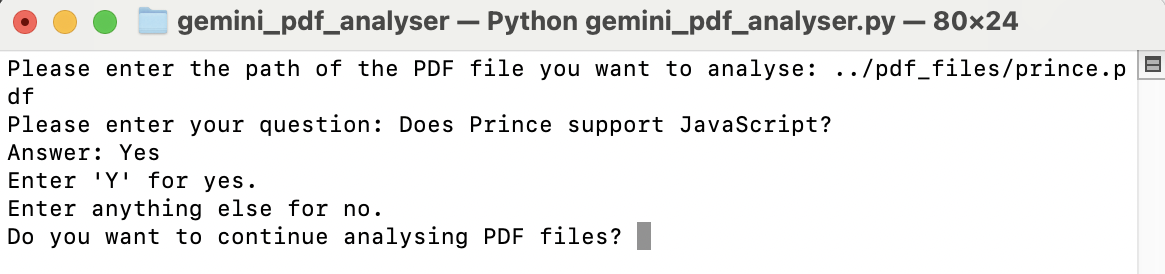 gemini_pdf_analyser — Python gemini_pdf_analyser.py — 80×24
Please enter the path of the PDF file you want to analyse: ../pdf_files/prince.p
df
Please enter your question: Does Prince support JavaScript?
Answer: Yes
Enter 'Y' for yes.
Enter anything else for no.
Do you want to continue analysing PDF files?